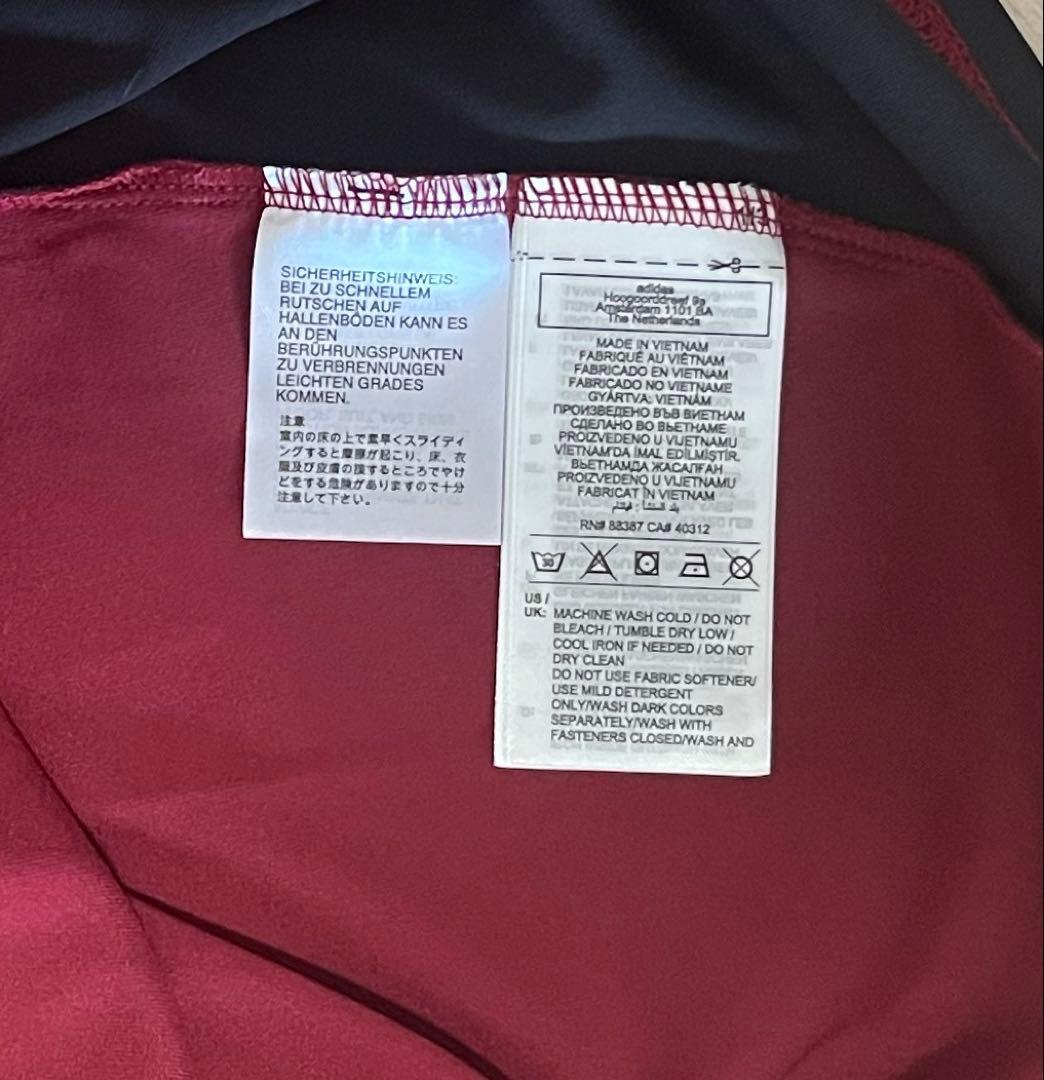 SICHERHEITSHINWEIS:
BEI ZU SCHNELLEM
RUTSCHEN AUF
HALLENBÖDEN KANN ES
AN DEN
BERÜHRUNGSPUNKTEN
ZU VERBRENNUNGEN
LEICHTEN GRADES
KOMMEN.
注意
室内の床の上で素早くスライディ
ングすると摩擦が起こり、床、衣
服及び皮膚の接するところでやけ
どをする危険がありますので十分
注意して下さい。
adidas
Hoogoorddreef 9a
Amsterdam 1101 BA
The Netherlands
MADE IN VIETNAM
FABRIQUÉ AU VIÊTNAM
FABRICADO EN VIETNAM
FABRICADO NO VIETNAME
GYÁRTVA: VIETNÁM
ПРОИЗВЕДЕНО ВЪВ ВИЕТНАМ
СДЕЛАНО ВО ВЬЕТНАМЕ
PROIZVEDENO U VIJETNAMU
VİETNAM'DA İMAL EDİLMİŞTİR.
ВЬЕТНАМДА ЖАСАЛҒАН
PROIZVEDENO U VIJETNAMU
FABRICAT ÎN VIETNAM
RN# 88387 CA# 40312
30
US /
UK: MACHINE WASH COLD / DO NOT
BLEACH / TUMBLE DRY LOW /
COOL IRON IF NEEDED / DO NOT
DRY CLEAN
DO NOT USE FABRIC SOFTENER/
USE MILD DETERGENT
ONLY/WASH DARK COLORS
SEPARATELY/WASH WITH
FASTENERS CLOSED/WASH AND